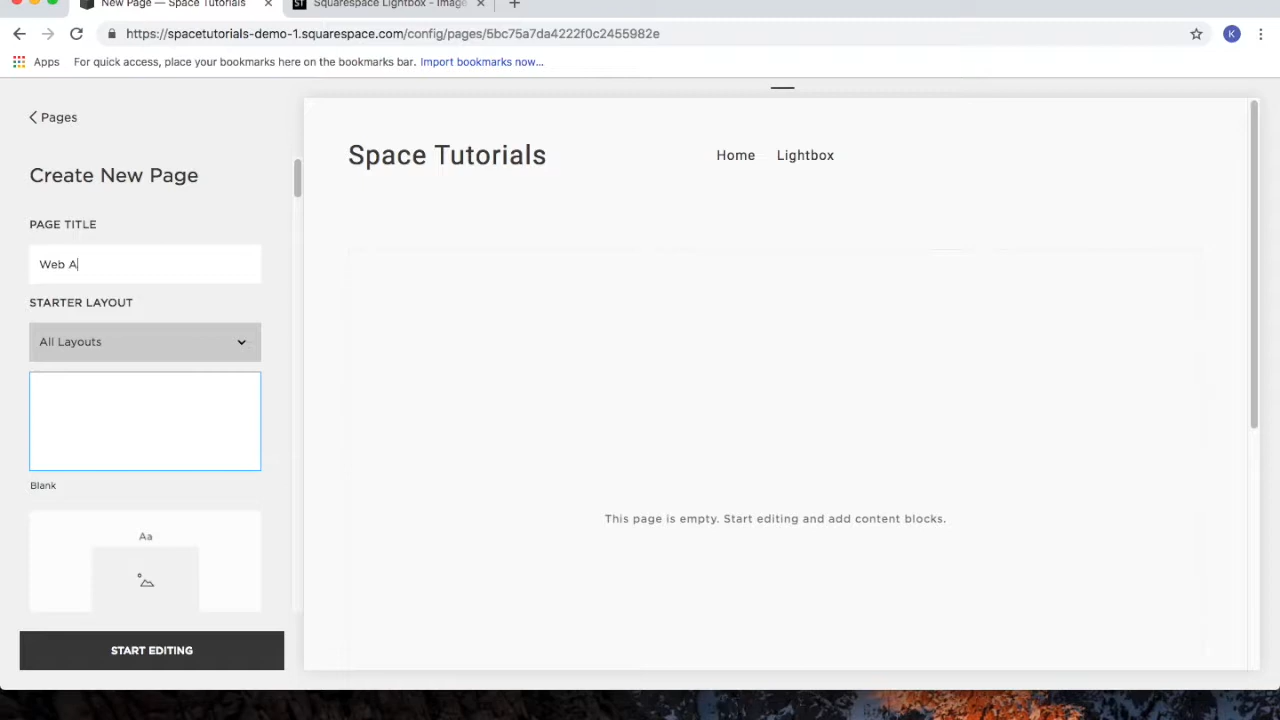 New Page — Space Tutorials
Squarespace Lightbox - Image
https://spacetutorials-demo-1.squarespace.com/config/pages/5bc75a7da4222f0c2455982e
K
Apps
For quick access, place your bookmarks here on the bookmarks bar. Import bookmarks now...
Pages
Create New Page
PAGE TITLE
Web A
STARTER LAYOUT
All Layouts
Blank
Aa
START EDITING
Space Tutorials
Home
Lightbox
This page is empty. Start editing and add content blocks.